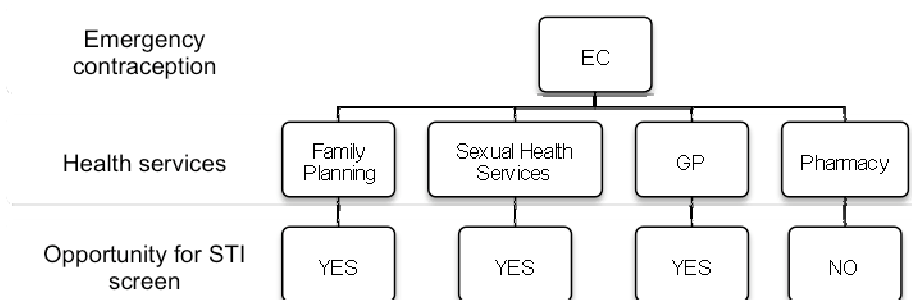 Emergency
contraception
EC
Health services
Family
Planning
Sexual Health
Services
GP
Pharmacy
Opportunity for STI
screen
YES
YES
YES
NO